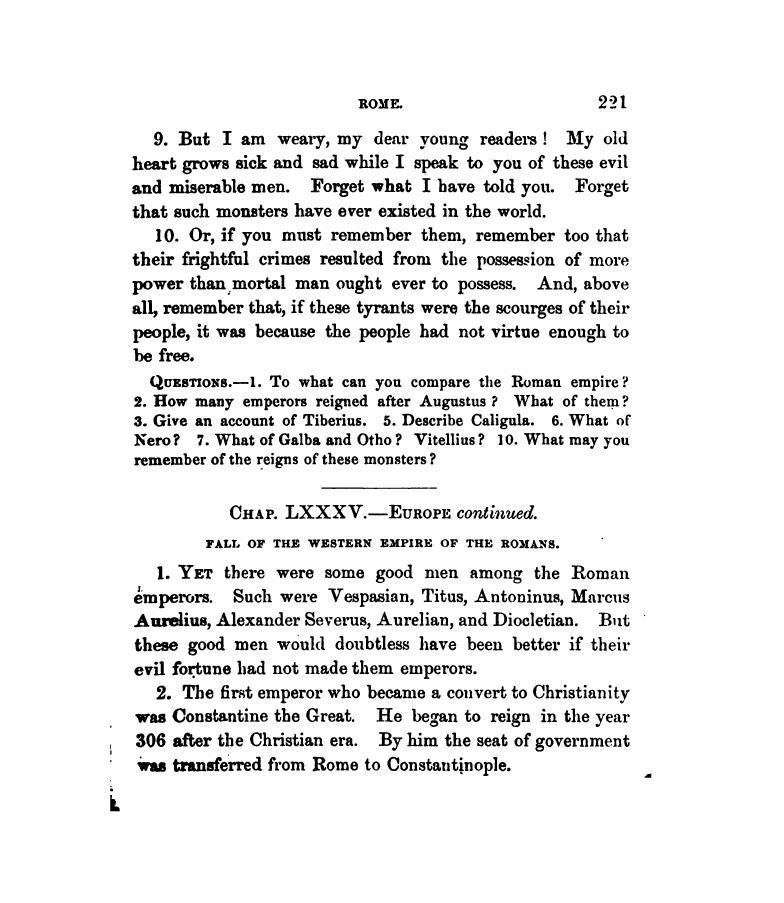 ROME. 221
9. But I am weary, my dear young readers! My old
heart grows sick and sad while I speak to you of these evil
and miserable men. Forget what I have told you. Forget
that such monsters have ever existed in the world.
10. Or, if you must remember them, remember too that
their frightful crimes resulted from the possession of more
power than mortal man ought ever to possess. And, above
all, remember that, if these tyrants were the scourges of their
people, it was because the people had not virtue enough to
be free.
QUESTIONS.—1. To what can you compare the Roman empire?
2. How many emperors reigned after Augustus? What of them?
3. Give an account of Tiberius. 5. Describe Caligula. 6. What of
Nero? 7. What of Galba and Otho? Vitellius? 10. What may you
remember of the reigns of these monsters?
CHAP. LXXXV.—EUROPE continued.
FALL OF THE WESTERN EMPIRE OF THE ROMANS.
1. YET there were some good men among the Roman
emperors. Such were Vespasian, Titus, Antoninus, Marcus
Aurelius, Alexander Severus, Aurelian, and Diocletian. But
these good men would doubtless have been better if their
evil fortune had not made them emperors.
2. The first emperor who became a convert to Christianity
was Constantine the Great. He began to reign in the year
306 after the Christian era. By him the seat of government
was transferred from Rome to Constantinople.